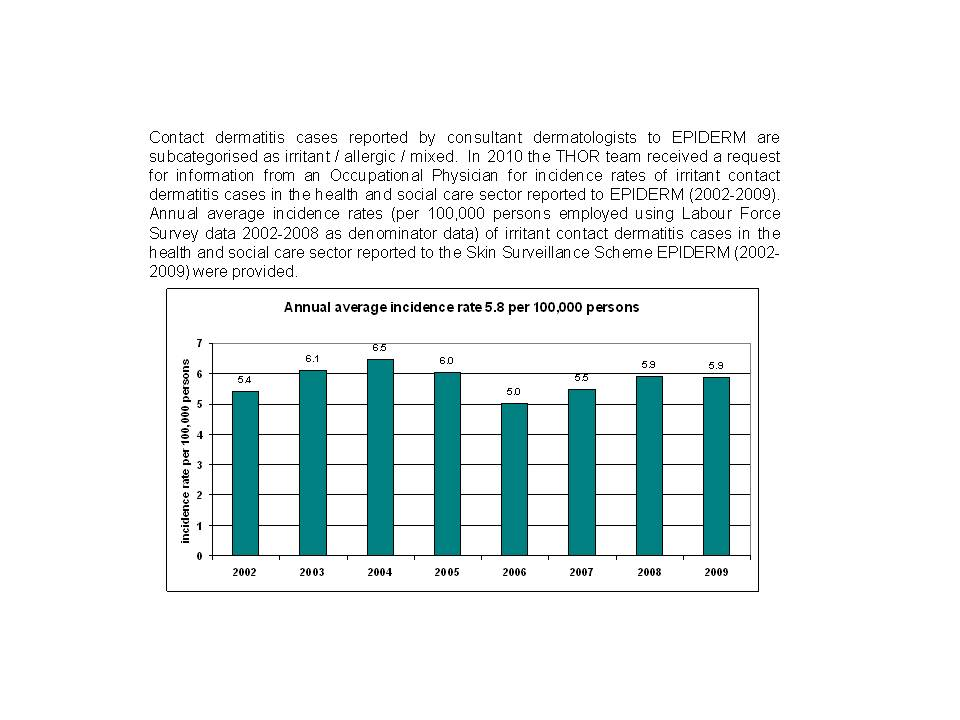 Contact dermatitis cases reported by consultant dermatologists to EPIDERM are
subcategorised as irritant / allergic / mixed. In 2010 the THOR team received a request
for information from an Occupational Physician for incidence rates of irritant contact
dermatitis cases in the health and social care sector reported to EPIDERM (2002-2009).
Annual average incidence rates (per 100,000 persons employed using Labour Force
Survey data 2002-2008 as denominator data) of irritant contact dermatitis cases in the
health and social care sector reported to the Skin Surveillance Scheme EPIDERM (2002-
2009) were provided.
Annual average incidence rate 5.8 per 100,000 persons
incidence rate per 100,000 persons
7
6
5
4
3
2
1
0
5.4
6.1
6.5
6.0
5.0
5.5
5.9
5.9
2002 2003 2004 2005 2006 2007 2008 2009